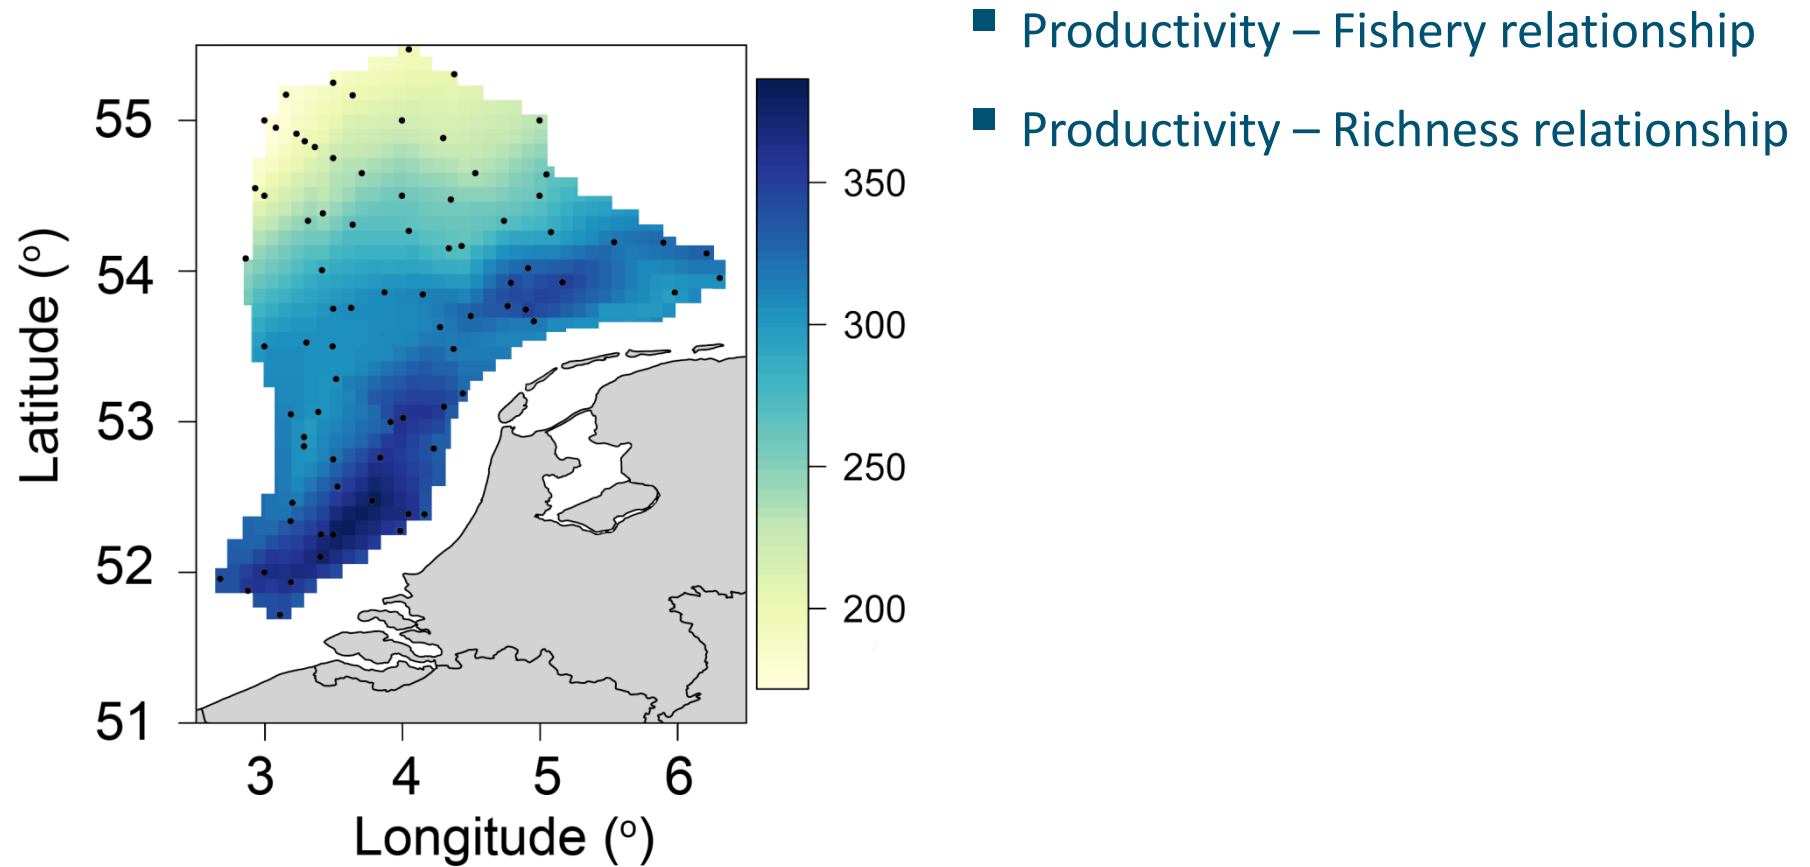 ■ Productivity – Fishery relationship
■ Productivity – Richness relationship
55
54
53
52
51
Latitude (º)
3 4 5 6
Longitude (º)
350
300
250
200